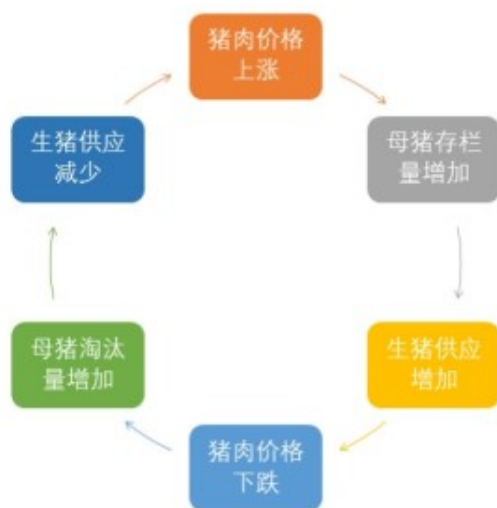 猪肉价格
上涨
母猪存栏
量增加
生猪供应
增加
猪肉价格
下跌
母猪淘汰
量增加
生猪供应
减少